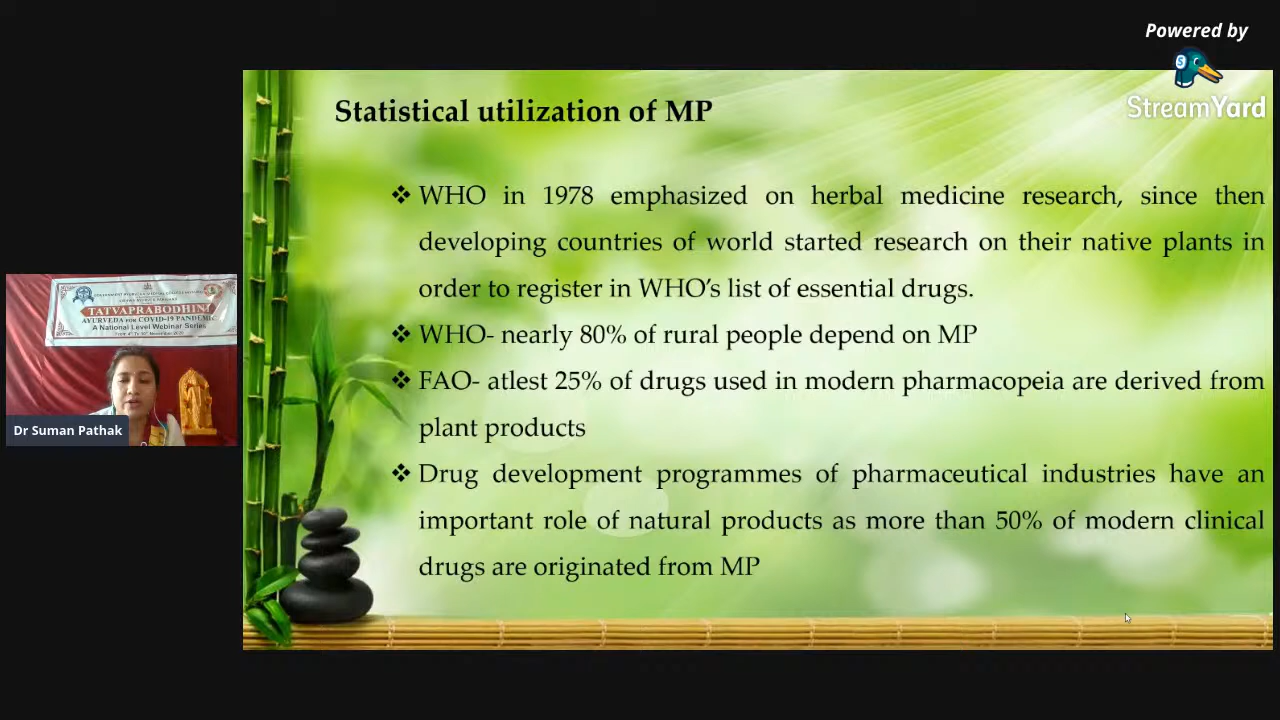 Powered by
StreamYard
Statistical utilization of MP
❖ WHO in 1978 emphasized on herbal medicine research, since then
developing countries of world started research on their native plants in
order to register in WHO’s list of essential drugs.
❖ WHO- nearly 80% of rural people depend on MP
❖ FAO- atlest 25% of drugs used in modern pharmacopeia are derived from
plant products
❖ Drug development programmes of pharmaceutical industries have an
important role of natural products as more than 50% of modern clinical
drugs are originated from MP
TATVAPRABODHINI
AYURVEDA FOR COVID-19 PANDEMIC
A National Level Webinar Series
Dr Suman Pathak